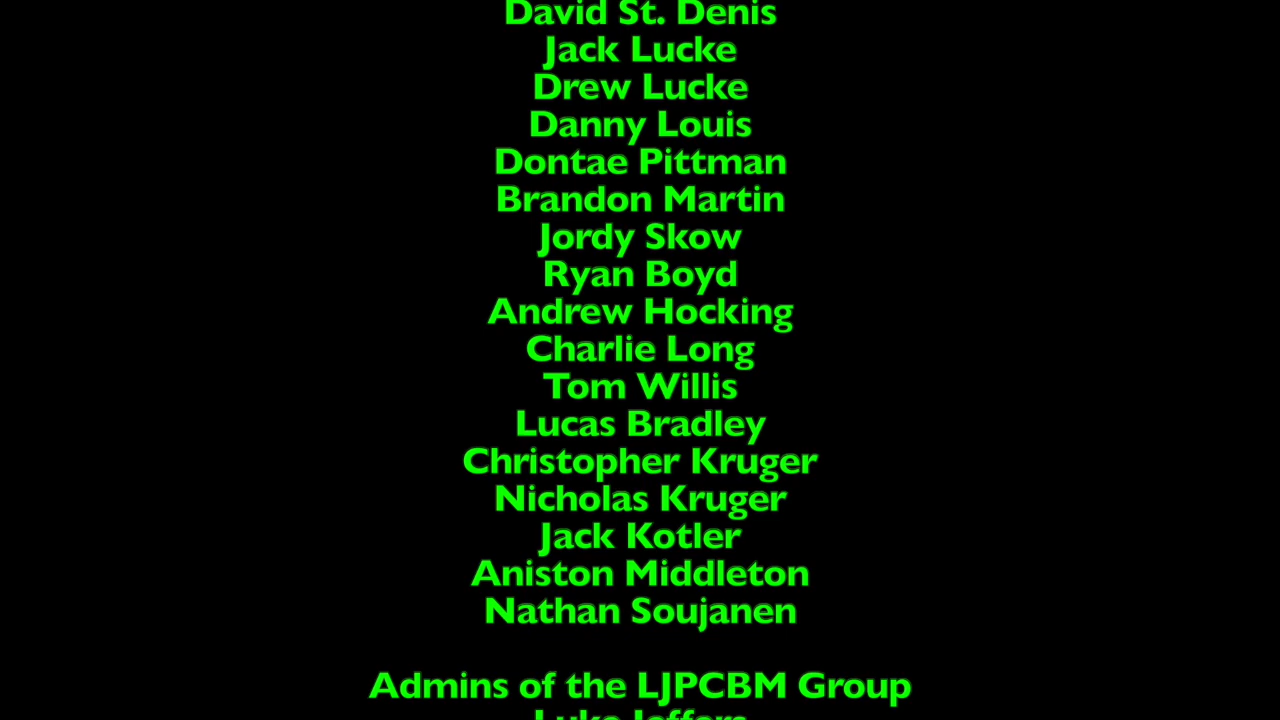 David St. Denis
Jack Lucke
Drew Lucke
Danny Louis
Dontae Pittman
Brandon Martin
Jordy Skow
Ryan Boyd
Andrew Hocking
Charlie Long
Tom Willis
Lucas Bradley
Christopher Kruger
Nicholas Kruger
Jack Kotler
Aniston Middleton
Nathan Soujanen
Admins of the LJPCBM Group
Luke Jeffers